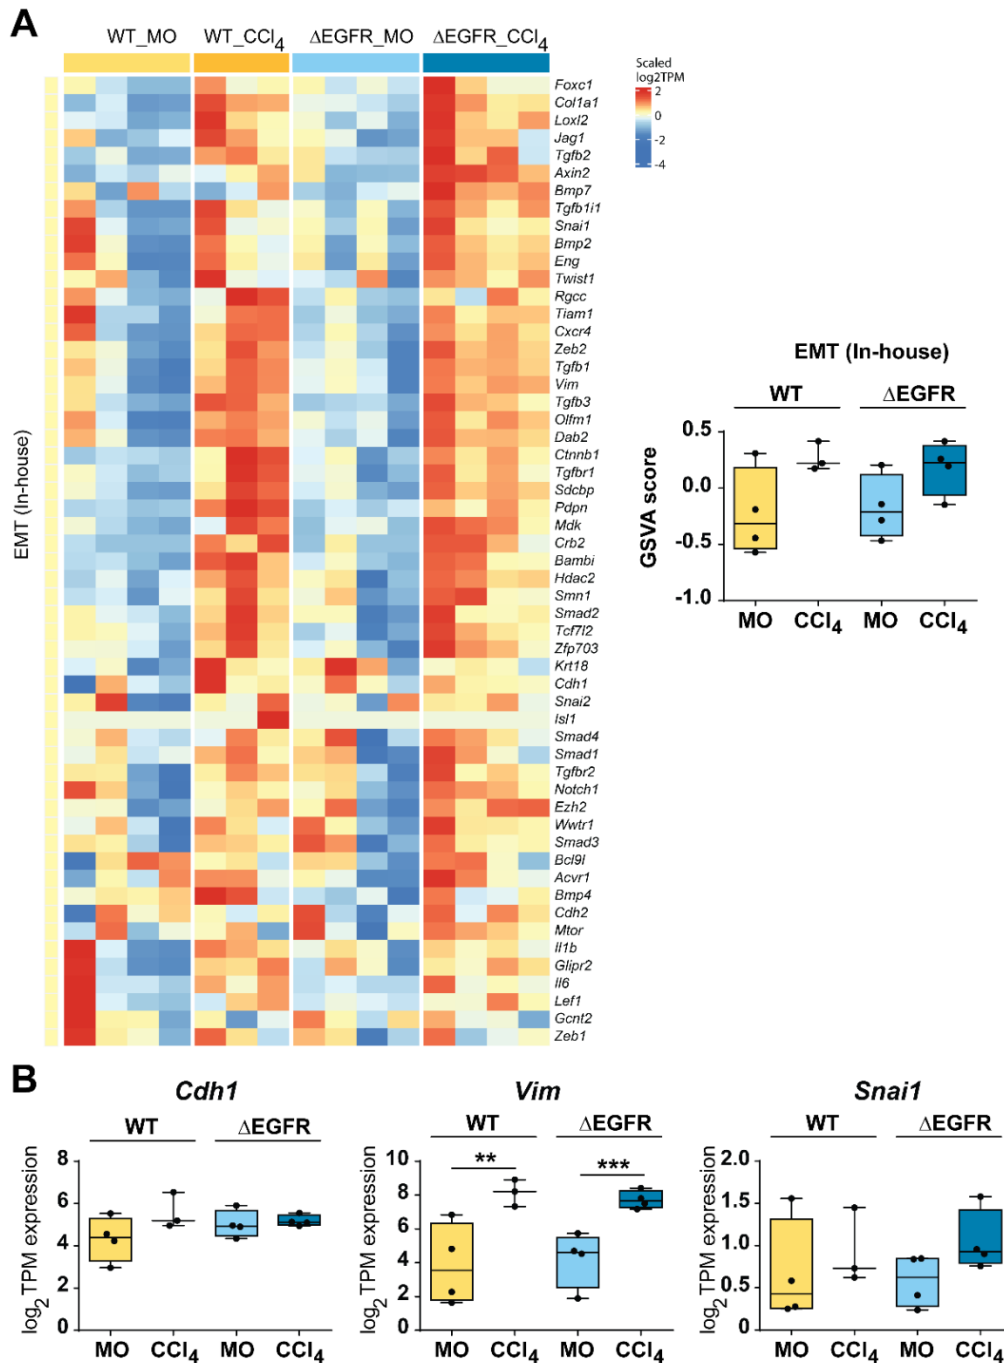 A
WT_MO WT_CCl4 ΔEGFR_MO ΔEGFR_CCl4
Scaled
log2TPM
2
0
-2
-4
EMT (In-house)
Foxc1
Col1a1
Loxl2
Jag1
Tgfb2
Axin2
Bmp7
Tgfb1i1
Snai1
Bmp2
Eng
Twist1
Rgcc
Tiam1
Cxcr4
Zeb2
Tgfb1
Vim
Tgfb3
Olfm1
Dab2
Ctnnb1
Tgfbr1
Sdcbp
Pdpn
Mdk
Crb2
Bambi
Hdac2
Smn1
Smad2
Tcf7l2
Zfp703
Krt18
Cdh1
Snai2
Isl1
Smad4
Smad1
Tgfbr2
Notch1
Ezh2
Wwtr1
Smad3
Bcl9l
Acvr1
Bmp4
Cdh2
Mtor
Il1b
Glipr2
Il6
Lef1
Gcnt2
Zeb1
EMT (In-house)
WT ΔEGFR
GSVA score
0.5
0.0
-0.5
-1.0
MO CCl4 MO CCl4
B
Cdh1
WT ΔEGFR
log2 TPM expression
8
6
4
2
0
MO CCl4 MO CCl4
Vim
WT ΔEGFR
** ***
log2 TPM expression
10
8
6
4
2
0
MO CCl4 MO CCl4
Snai1
WT ΔEGFR
log2 TPM expression
2.0
1.5
1.0
0.5
0.0
MO CCl4 MO CCl4